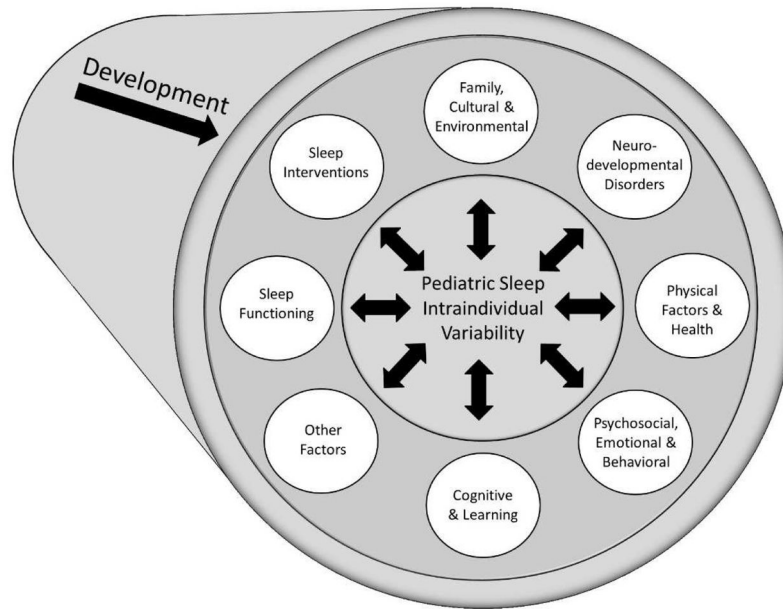 Development
Family,
Cultural &
Environmental
Neuro-
developmental
Disorders
Physical
Factors &
Health
Psychosocial,
Emotional &
Behavioral
Cognitive
& Learning
Other
Factors
Sleep
Functioning
Sleep
Interventions
Pediatric Sleep
Intraindividual
Variability